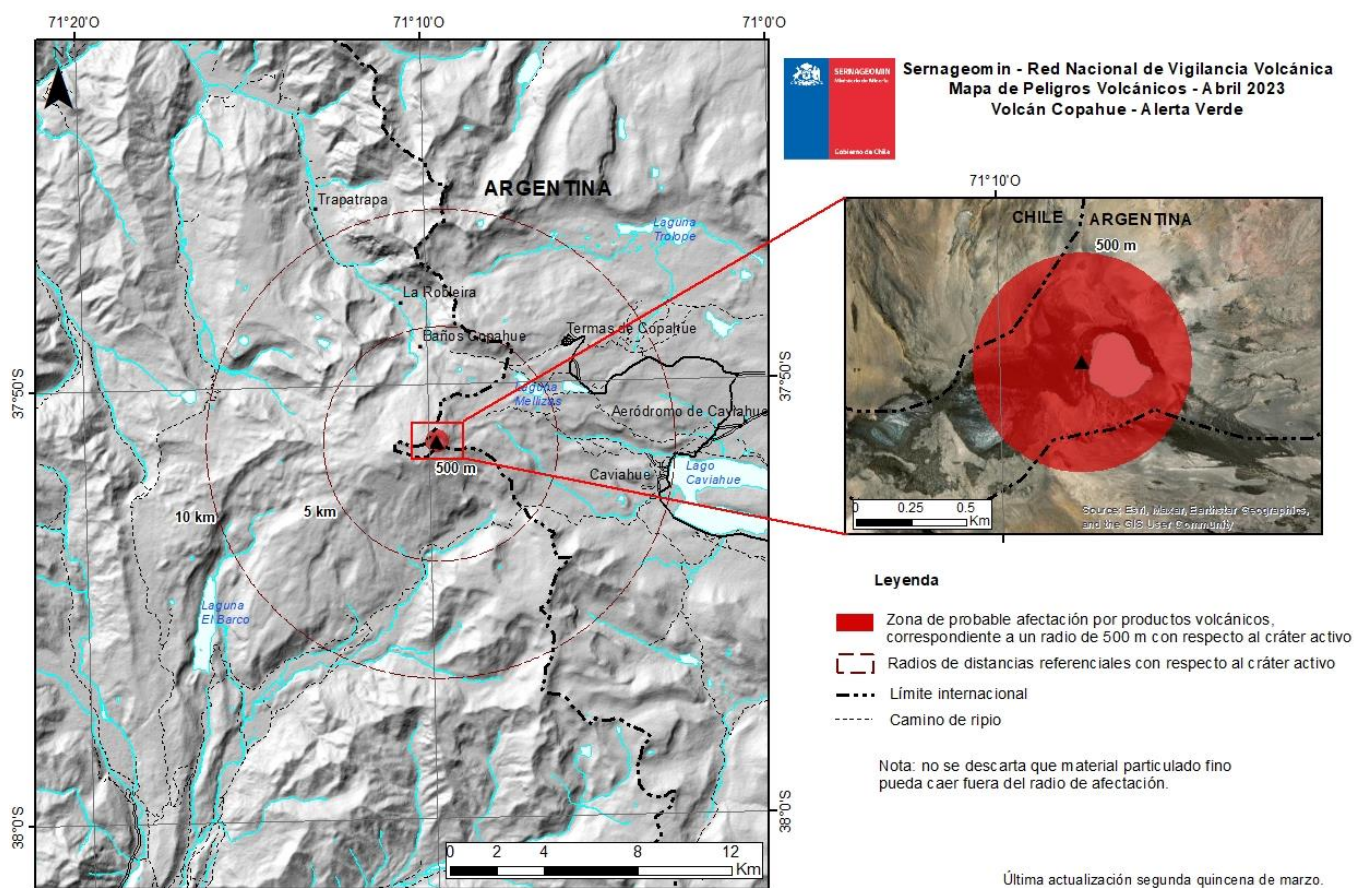 71°20'O
71°10'O
71°0'O
N
ARGENTINA
Trapatrapa
Laguna
Trolope
La Robleira
Baños Copahue
Termas de Copahue
37°50'S
37°50'S
Laguna
Mellizas
Aeródromo de Caviahue
500 m
Caviahue
Lago
Caviahue
10 km
5 km
Laguna
El Barco
38°0'S
38°0'S
0 2 4 8 12
Km
SERNAGEOMIN
Ministerio de Minería
Gobierno de Chile
Sernageomin - Red Nacional de Vigilancia Volcánica
Mapa de Peligros Volcánicos - Abril 2023
Volcán Copahue - Alerta Verde
71°10'O
CHILE
ARGENTINA
500 m
0 0.25 0.5
Km
Source: Esri, Maxar, Earthstar Geographics,
and the GIS User Community
Leyenda
Zona de probable afectación por productos volcánicos,
correspondiente a un radio de 500 m con respecto al cráter activo
Radios de distancias referenciales con respecto al cráter activo
Límite internacional
Camino de ripio
Nota: no se descarta que material particulado fino
pueda caer fuera del radio de afectación.
Última actualización segunda quincena de marzo.